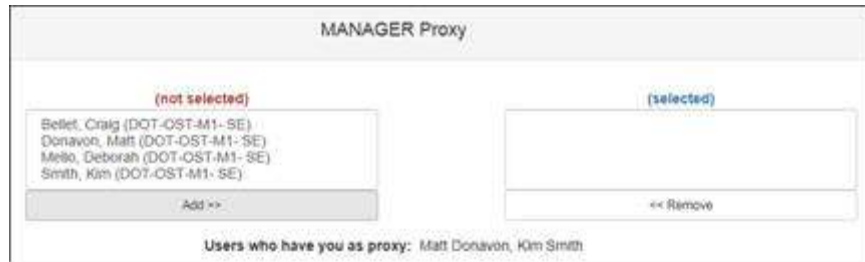 MANAGER Proxy
(not selected)
(selected)
Bellet, Craig (DOT-OST-M1- SE)
Donavon, Matt (DOT-OST-M1- SE)
Mello, Deborah (DOT-OST-M1- SE)
Smith, Kim (DOT-OST-M1- SE)
Add >>
<< Remove
Users who have you as proxy: Matt Donavon, Kim Smith